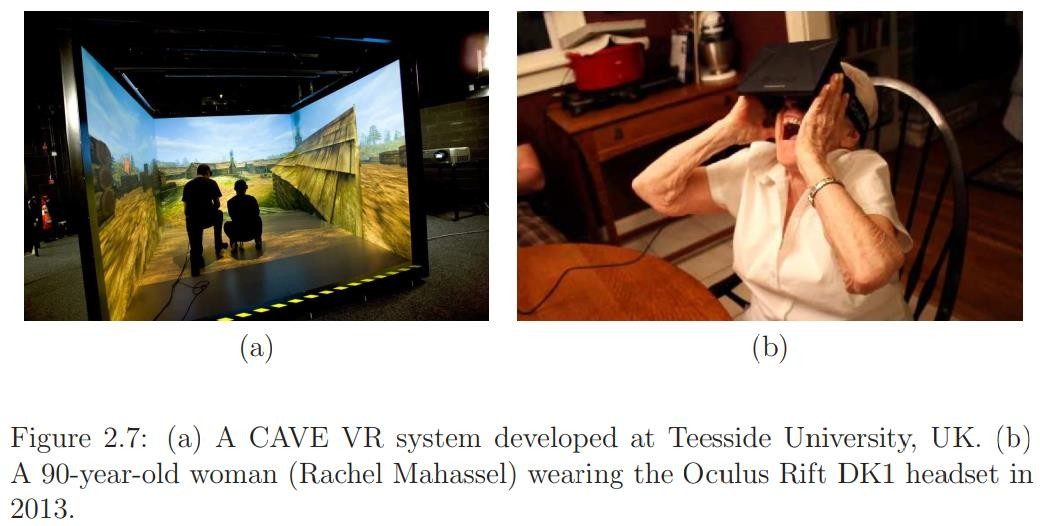 (a)
(b)
Figure 2.7: (a) A CAVE VR system developed at Teesside University, UK. (b)
A 90-year-old woman (Rachel Mahassel) wearing the Oculus Rift DK1 headset in
2013.